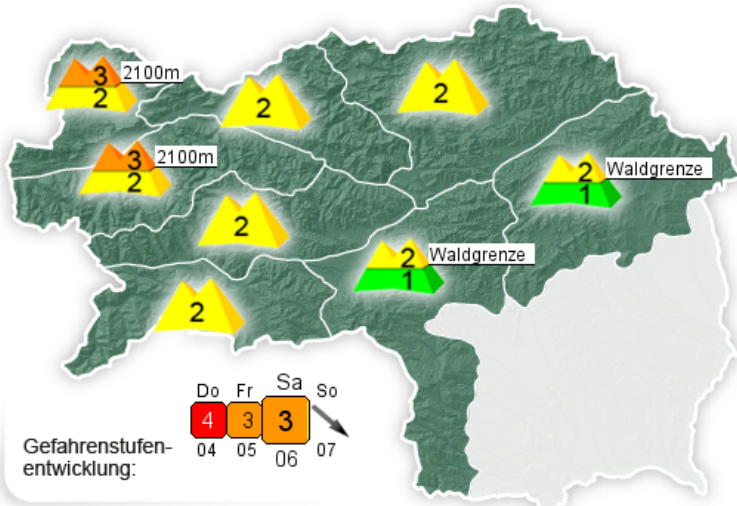 3 2100m
2
2
2
3 2100m
2
2 Waldgrenze
1
2
2 Waldgrenze
1
2
Do Fr Sa So
4 3 3
04 05 06 07
Gefahrenstufen-
entwicklung: